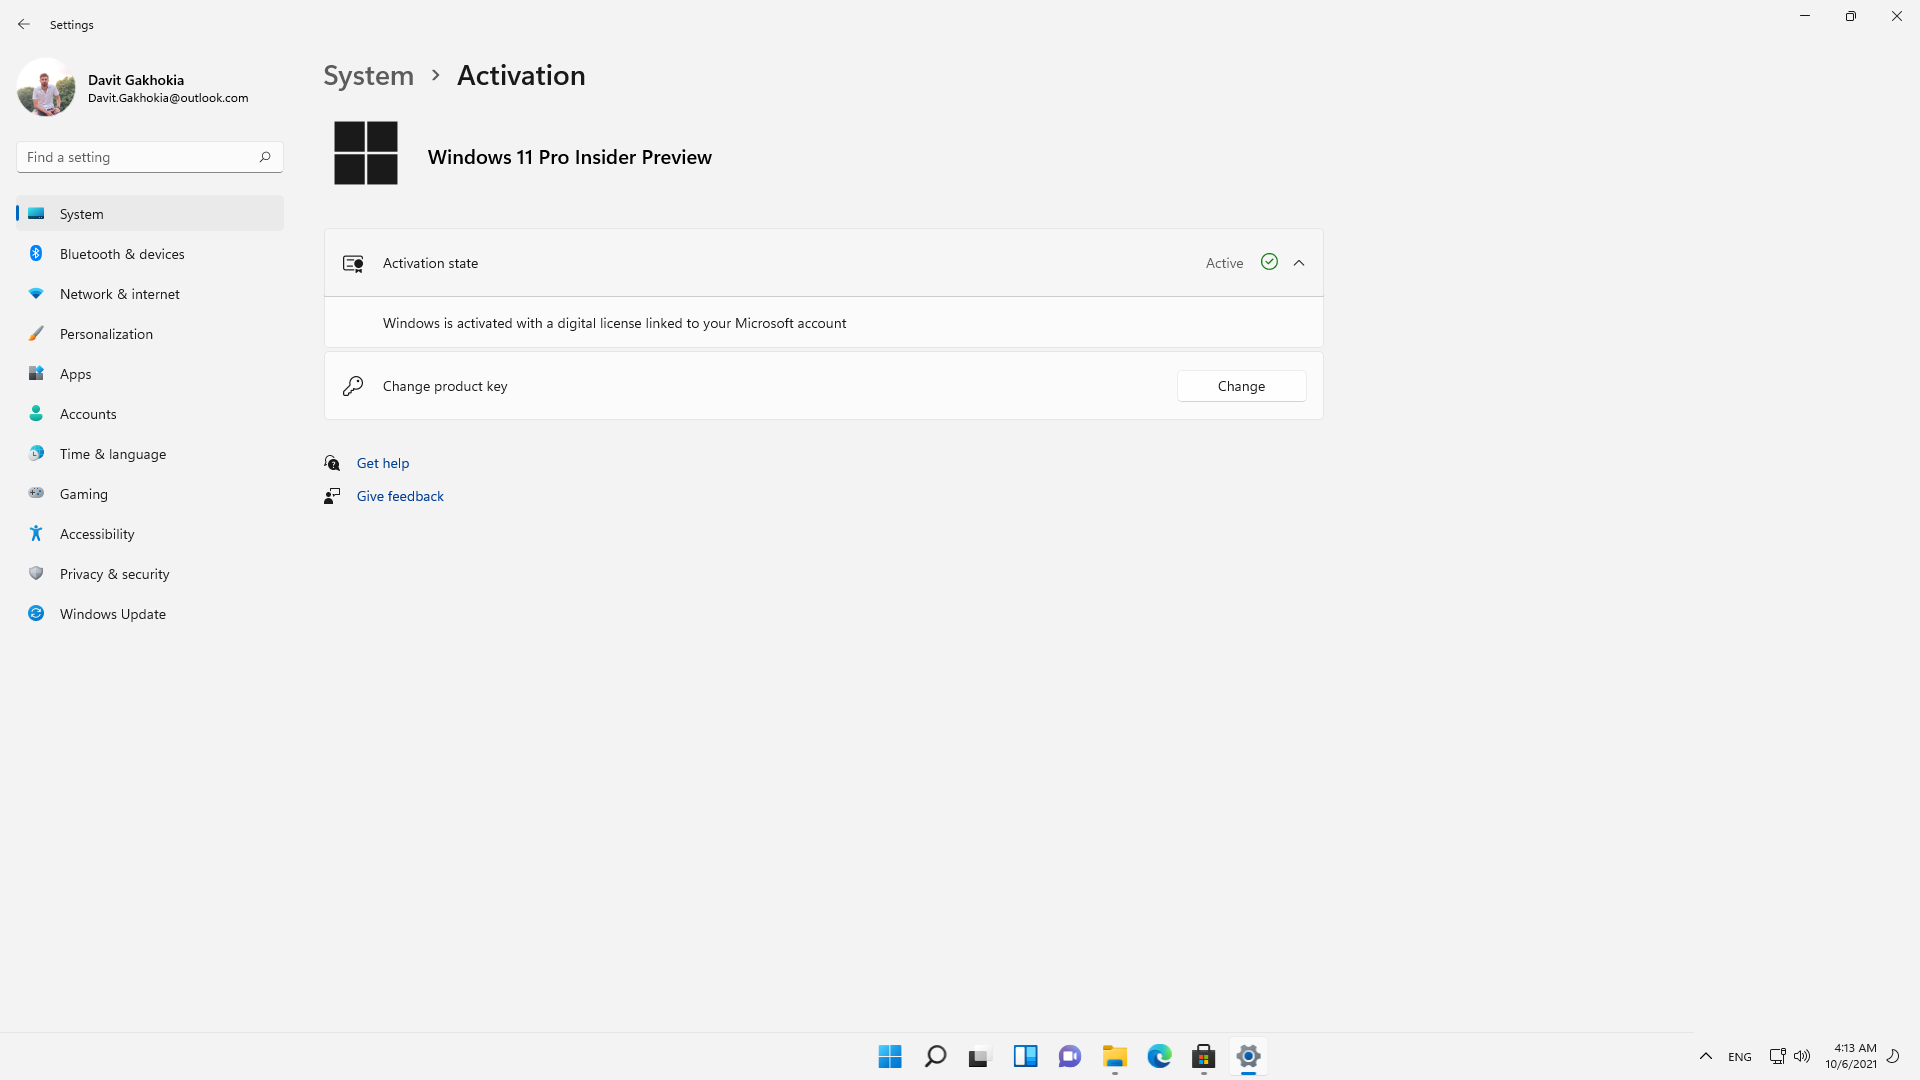 Settings
Davit Gakhokia
Davit.Gakhokia@outlook.com
Find a setting
System
Bluetooth & devices
Network & internet
Personalization
Apps
Accounts
Time & language
Gaming
Accessibility
Privacy & security
Windows Update
System > Activation
Windows 11 Pro Insider Preview
Activation state Active
Windows is activated with a digital license linked to your Microsoft account
Change product key Change
Get help
Give feedback
ENG
4:13 AM
10/6/2021